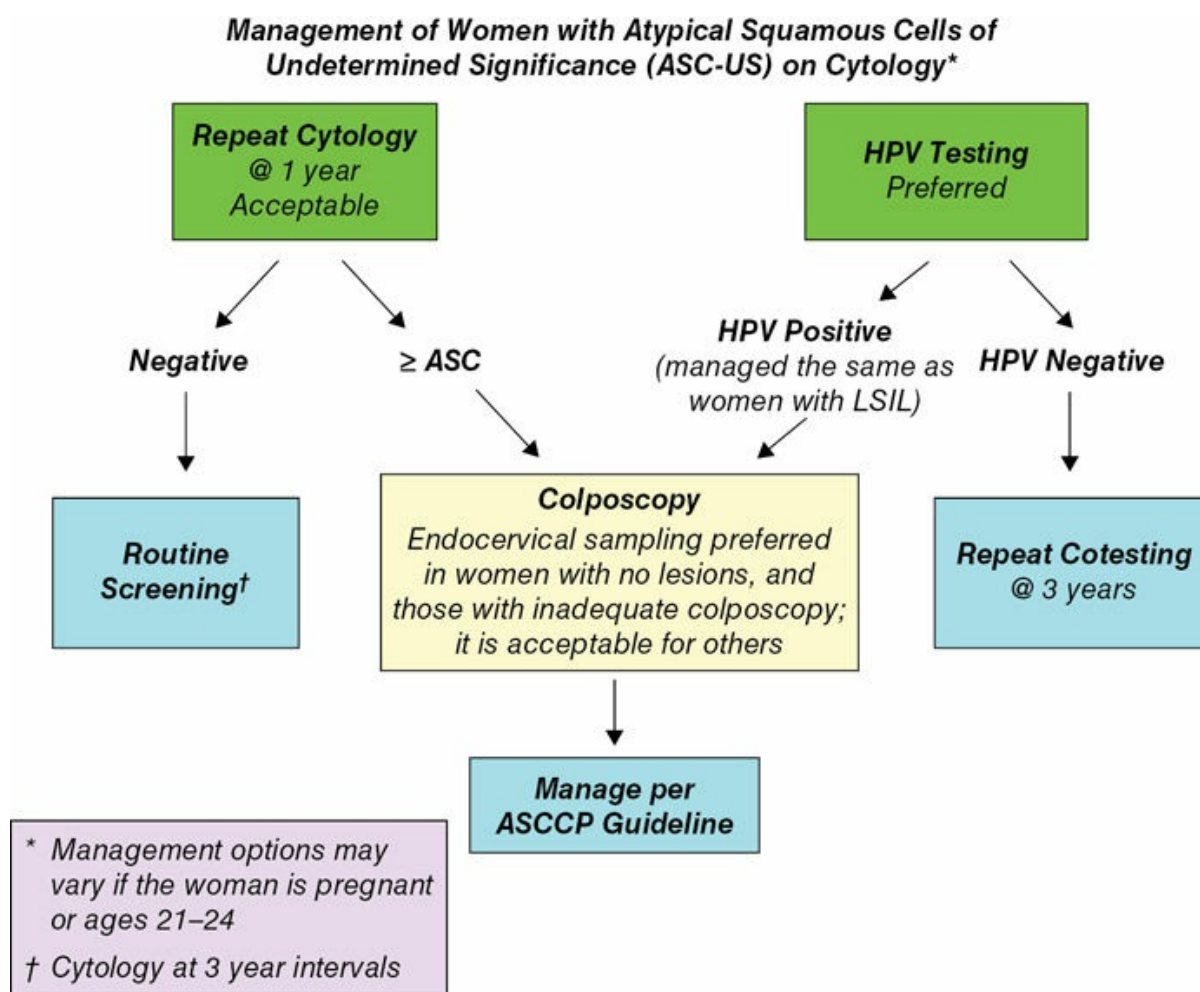 Management of Women with Atypical Squamous Cells of
Undetermined Significance (ASC-US) on Cytology*
Repeat Cytology
@ 1 year
Acceptable
HPV Testing
Preferred
Negative
≥ ASC
HPV Positive
(managed the same as
women with LSIL)
HPV Negative
Routine
Screening†
Colposcopy
Endocervical sampling preferred
in women with no lesions, and
those with inadequate colposcopy;
it is acceptable for others
Repeat Cotesting
@ 3 years
Manage per
ASCCP Guideline
* Management options may
vary if the woman is pregnant
or ages 21–24
† Cytology at 3 year intervals